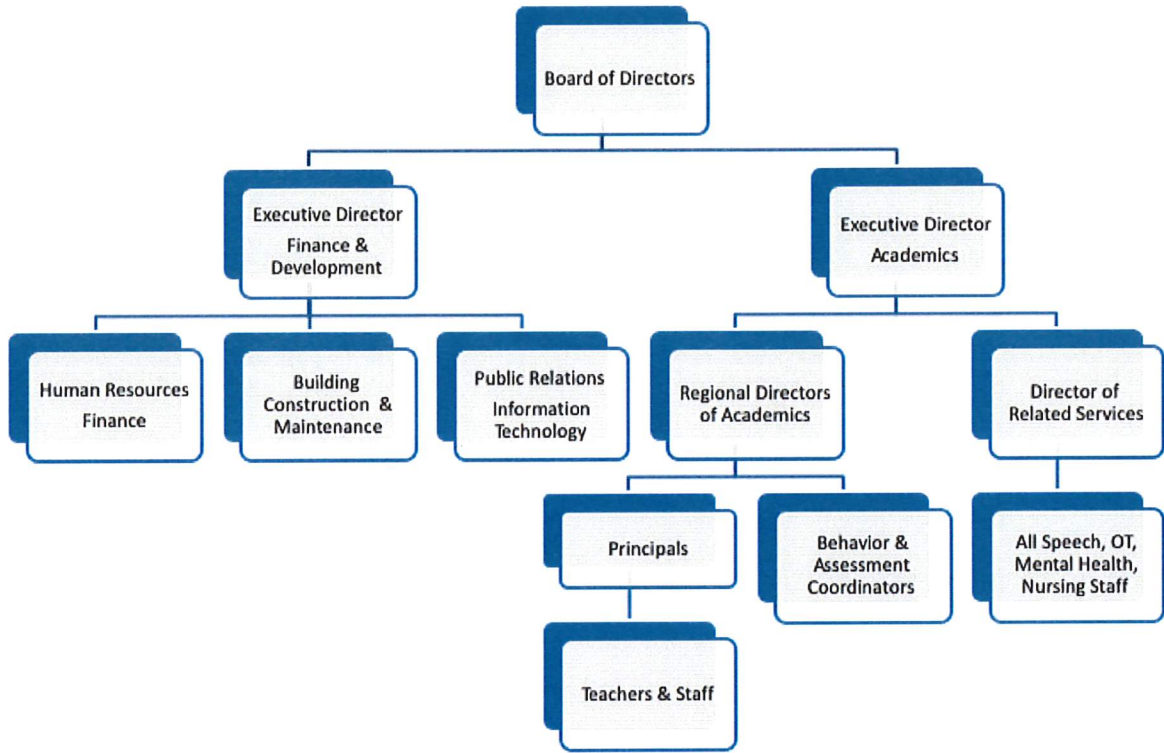 Board of Directors
Executive Director
Finance &
Development
Executive Director
Academics
Human Resources
Finance
Building
Construction &
Maintenance
Public Relations
Information
Technology
Regional Directors
of Academics
Director of
Related Services
Principals
Behavior &
Assessment
Coordinators
All Speech, OT,
Mental Health,
Nursing Staff
Teachers & Staff